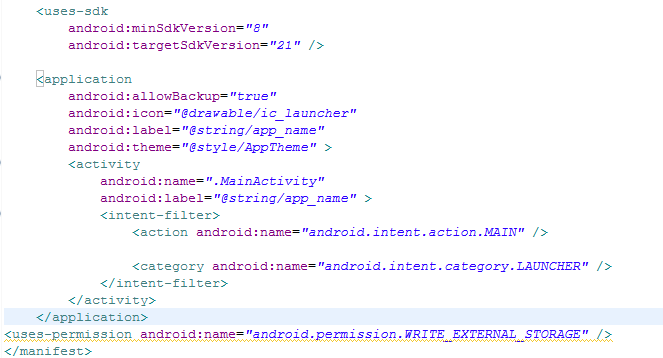 <uses-sdk
android:minSdkVersion="8"
android:targetSdkVersion="21" />
<application
android:allowBackup="true"
android:icon="@drawable/ic_launcher"
android:label="@string/app_name"
android:theme="@style/AppTheme" >
<activity
android:name=".MainActivity"
android:label="@string/app_name" >
<intent-filter>
<action android:name="android.intent.action.MAIN" />
<category android:name="android.intent.category.LAUNCHER" />
</intent-filter>
</activity>
</application>
<uses-permission android:name="android.permission.WRITE_EXTERNAL_STORAGE" />
</manifest>